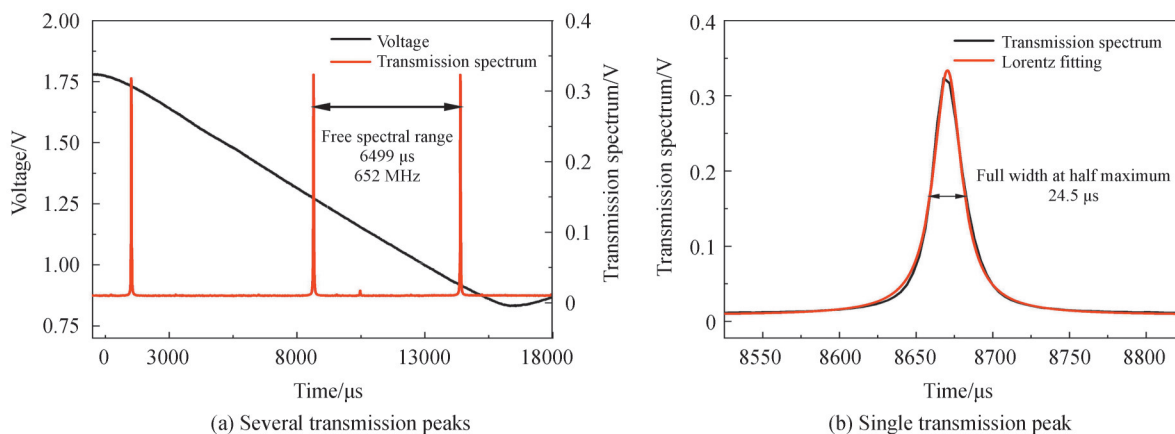 2.00
1.75
1.50
1.25
1.00
0.75
Voltage/V
Voltage
Transmission spectrum
Free spectral range
6499 μs
652 MHz
0.4
0.3
0.2
0.1
0
Transmission spectrum/V
0 3000 8000 13000 18000
Time/μs
(a) Several transmission peaks
0.4
0.3
0.2
0.1
0
Transmission spectrum/V
Transmission spectrum
Lorentz fitting
Full width at half maximum
24.5 μs
8550 8600 8650 8700 8750 8800
Time/μs
(b) Single transmission peak